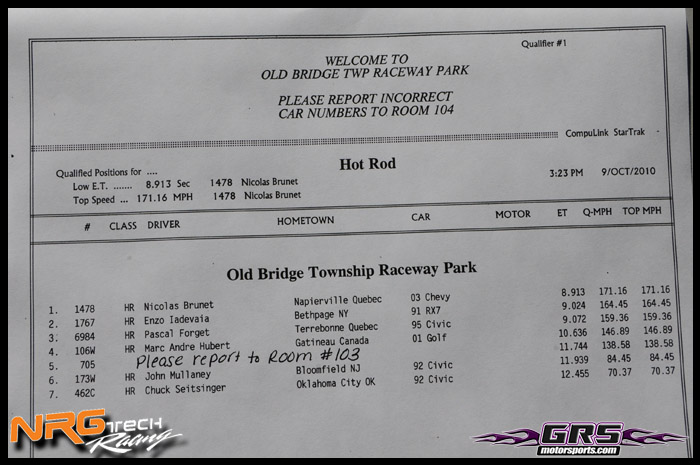 Qualifier #1
WELCOME TO
OLD BRIDGE TWP RACEWAY PARK
PLEASE REPORT INCORRECT
CAR NUMBERS TO ROOM 104
CompuLink StarTrak
Hot Rod
Qualified Positions for .... 3:23 PM 9/OCT/2010
Low E.T. ....... 8.913 Sec 1478 Nicolas Brunet
Top Speed ... 171.16 MPH 1478 Nicolas Brunet
# CLASS DRIVER HOMETOWN CAR MOTOR ET Q-MPH TOP MPH
Old Bridge Township Raceway Park
1. 1478 HR Nicolas Brunet Napierville Quebec 03 Chevy 8.913 171.16 171.16
2. 1767 HR Enzo Iadevaia Bethpage NY 91 RX7 9.024 164.45 164.45
3. 6984 HR Pascal Forget Terrebonne Quebec 95 Civic 9.072 159.36 159.36
4. 106W HR Marc Andre Hubert Gatineau Canada 01 Golf 10.636 146.89 146.89
5. 705 Please report to Room #103 11.744 138.58 138.58
6. 173W HR John Mullaney Bloomfield NJ 92 Civic 11.939 84.45 84.45
7. 462C HR Chuck Seitsinger Oklahoma City OK 92 Civic 12.455 70.37 70.37
NRG TECH Racing
GRS
motorsports.com